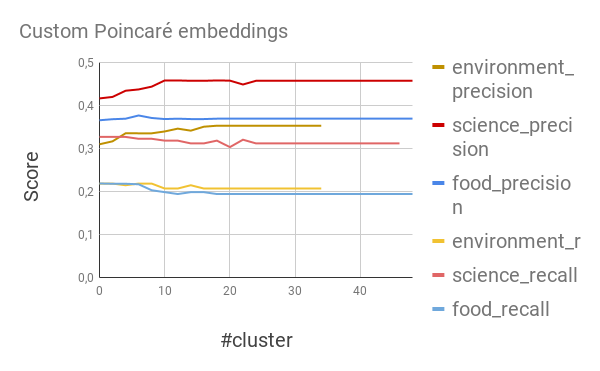 Custom Poincaré embeddings
0,5
0,4
0,3
0,2
0,1
0,0
Score
0 10 20 30 40
#cluster
environment_
precision
science_preci
sion
food_precisio
n
environment_r
science_recall
food_recall